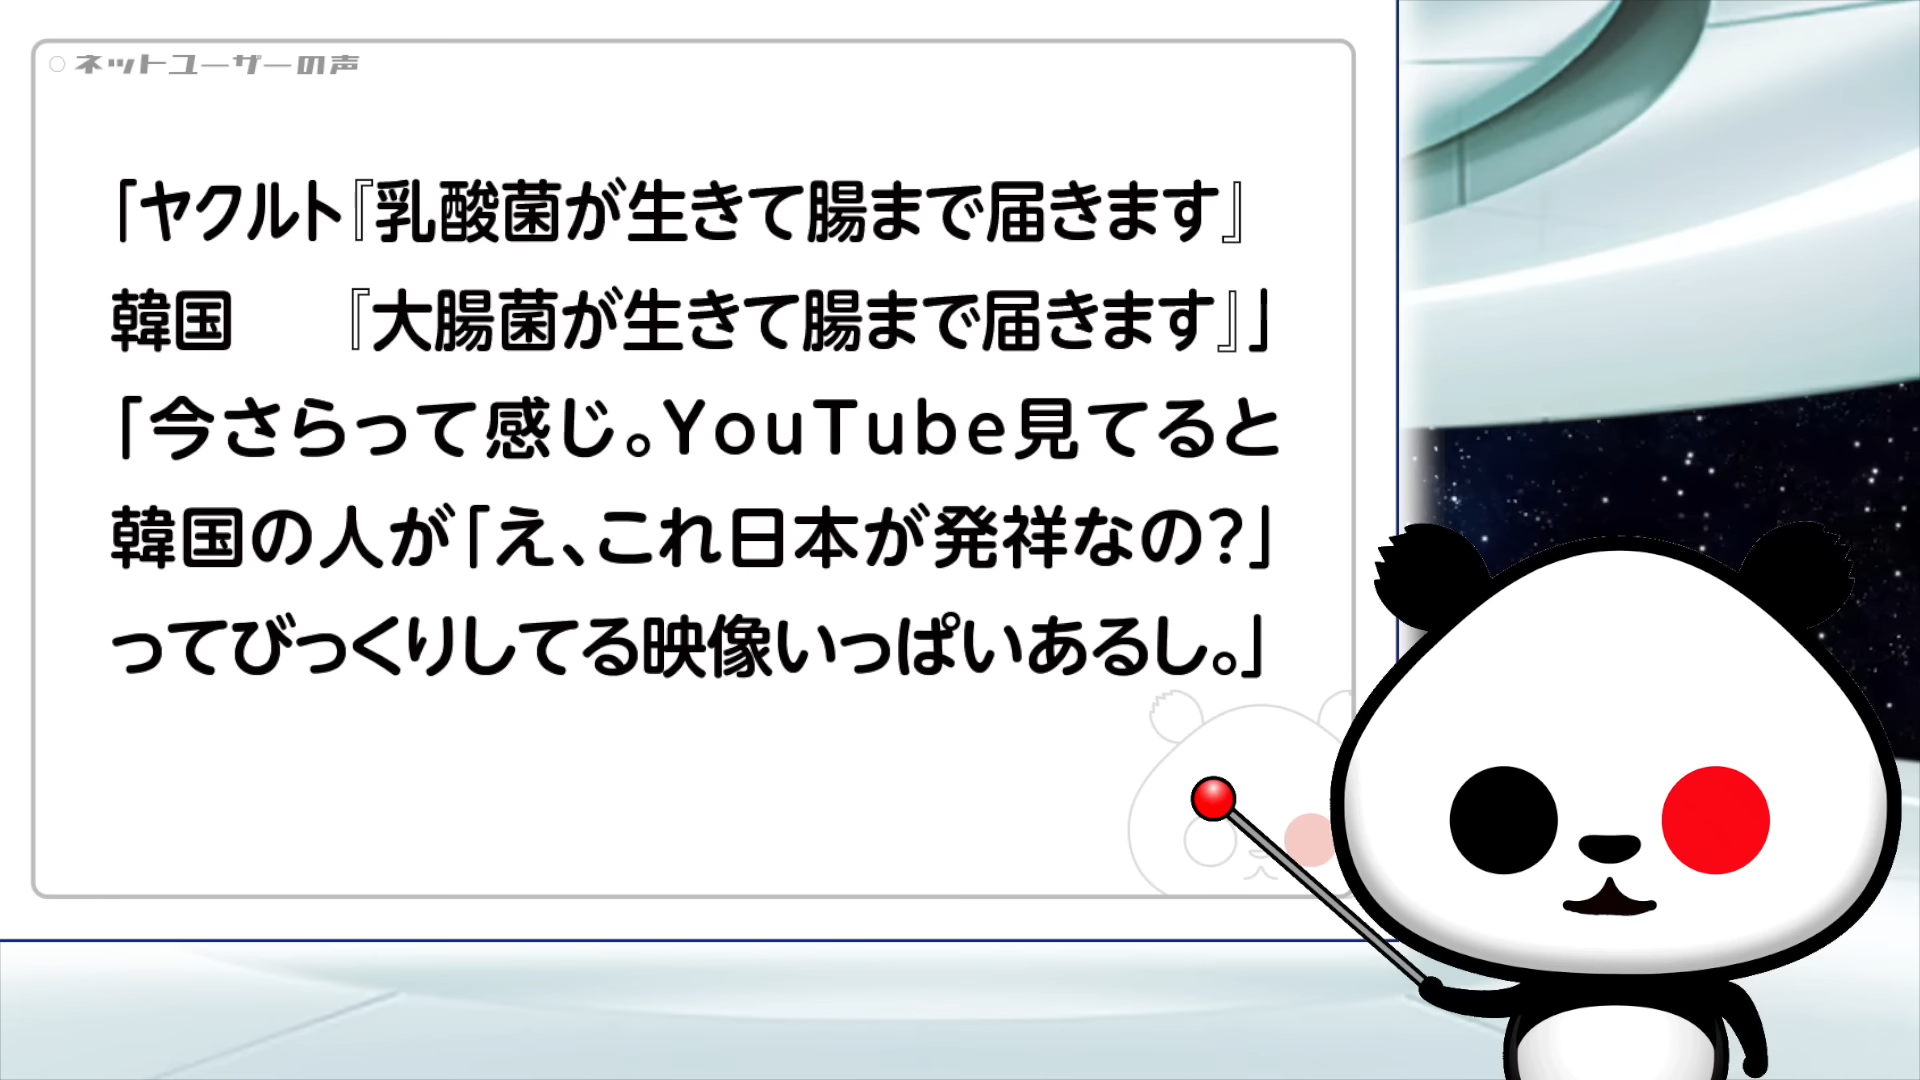 ネットユーザーの声
「ヤクルト『乳酸菌が生きて腸まで届きます』
韓国　　『大腸菌が生きて腸まで届きます』」
「今さらって感じ。YouTube見てると
韓国の人が「え、これ日本が発祥なの?」
ってびっくりしてる映像いっぱいあるし。」